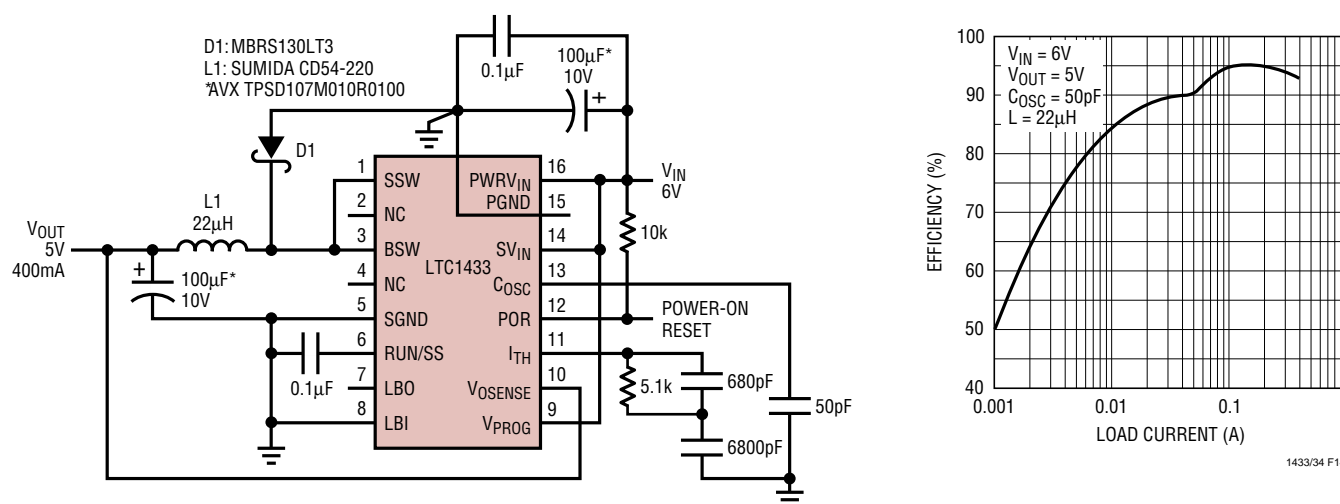 D1: MBRS130LT3
L1: SUMIDA CD54-220
*AVX TPSD107M010R0100
0.1µF
100µF*
10V
+
D1
L1
22µH
VOUT
5V
400mA
+
100µF*
10V
0.1µF
LTC1433
1
SSW
2
NC
3
BSW
4
NC
5
SGND
6
RUN/SS
7
LBO
8
LBI
16
PWRVIN
15
PGND
14
SVIN
13
COSC
12
POR
11
ITH
10
VOSENSE
9
VPROG
VIN
6V
10k
POWER-ON
RESET
5.1k
680pF
6800pF
50pF
VIN = 6V
VOUT = 5V
COSC = 50pF
L = 22µH
EFFICIENCY (%)
100
90
80
70
60
50
40
0.001
0.01
0.1
LOAD CURRENT (A)